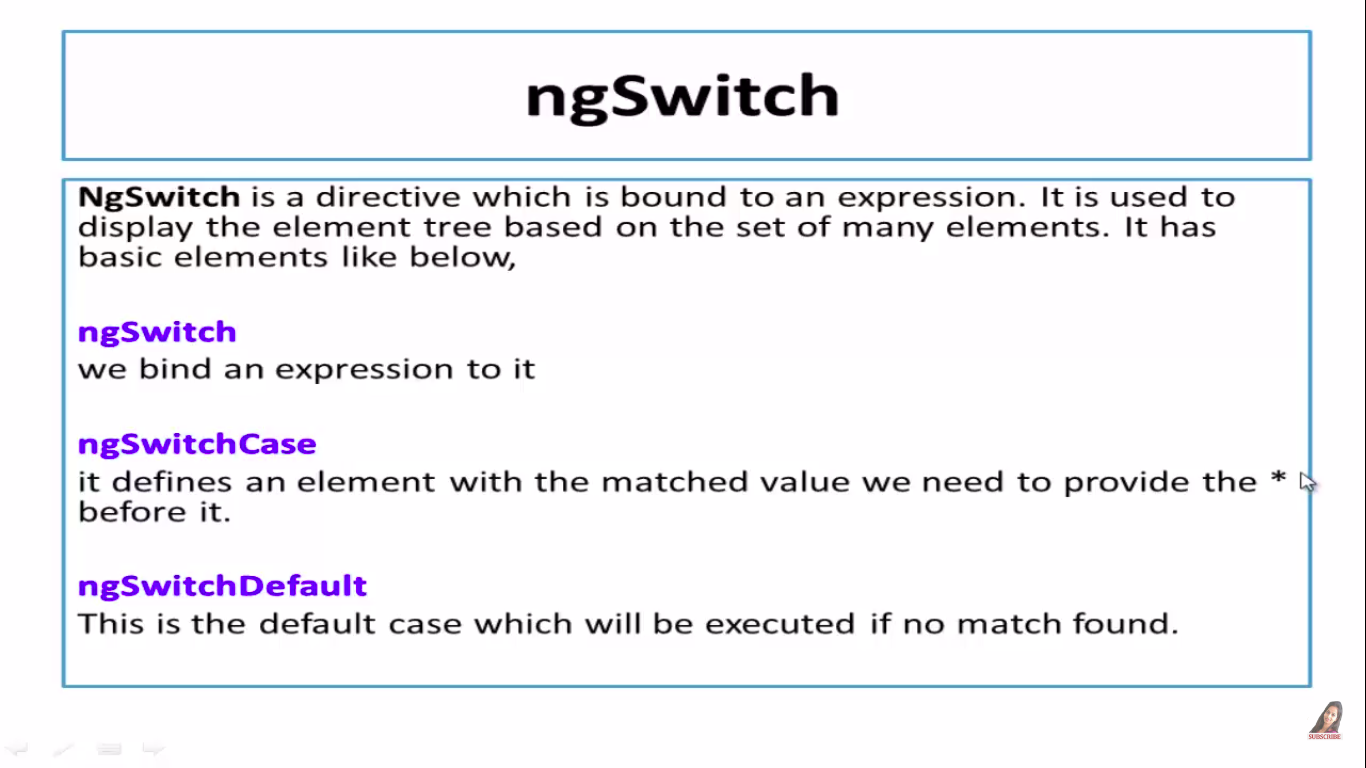 ngSwitch
NgSwitch is a directive which is bound to an expression. It is used to
display the element tree based on the set of many elements. It has
basic elements like below,
ngSwitch
we bind an expression to it
ngSwitchCase
it defines an element with the matched value we need to provide the *
before it.
ngSwitchDefault
This is the default case which will be executed if no match found.
SUBSCRIBE